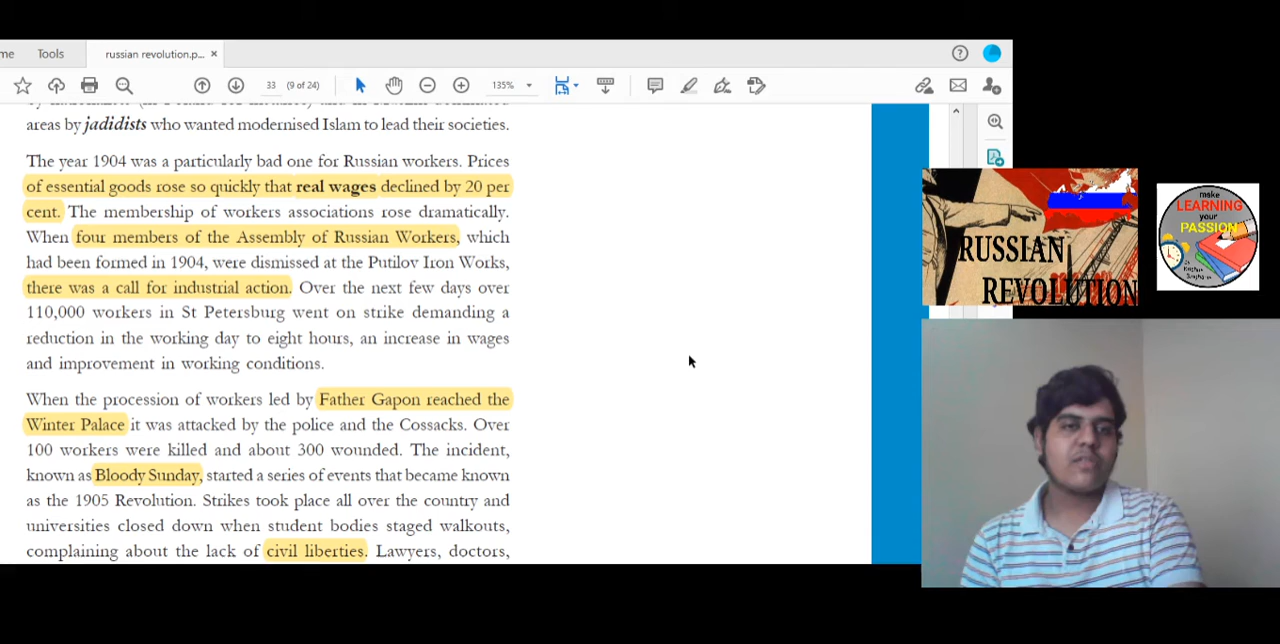 me Tools russian revolution.p... ×
33 (9 of 24) 135%
areas by jadidists who wanted modernised Islam to lead their societies.
The year 1904 was a particularly bad one for Russian workers. Prices
of essential goods rose so quickly that real wages declined by 20 per
cent. The membership of workers associations rose dramatically.
When four members of the Assembly of Russian Workers, which
had been formed in 1904, were dismissed at the Putilov Iron Works,
there was a call for industrial action. Over the next few days over
110,000 workers in St Petersburg went on strike demanding a
reduction in the working day to eight hours, an increase in wages
and improvement in working conditions.
When the procession of workers led by Father Gapon reached the
Winter Palace it was attacked by the police and the Cossacks. Over
100 workers were killed and about 300 wounded. The incident,
known as Bloody Sunday, started a series of events that became known
as the 1905 Revolution. Strikes took place all over the country and
universities closed down when student bodies staged walkouts,
complaining about the lack of civil liberties. Lawyers, doctors,
RUSSIAN
REVOLUTION
make
LEARNING
your
PASSION